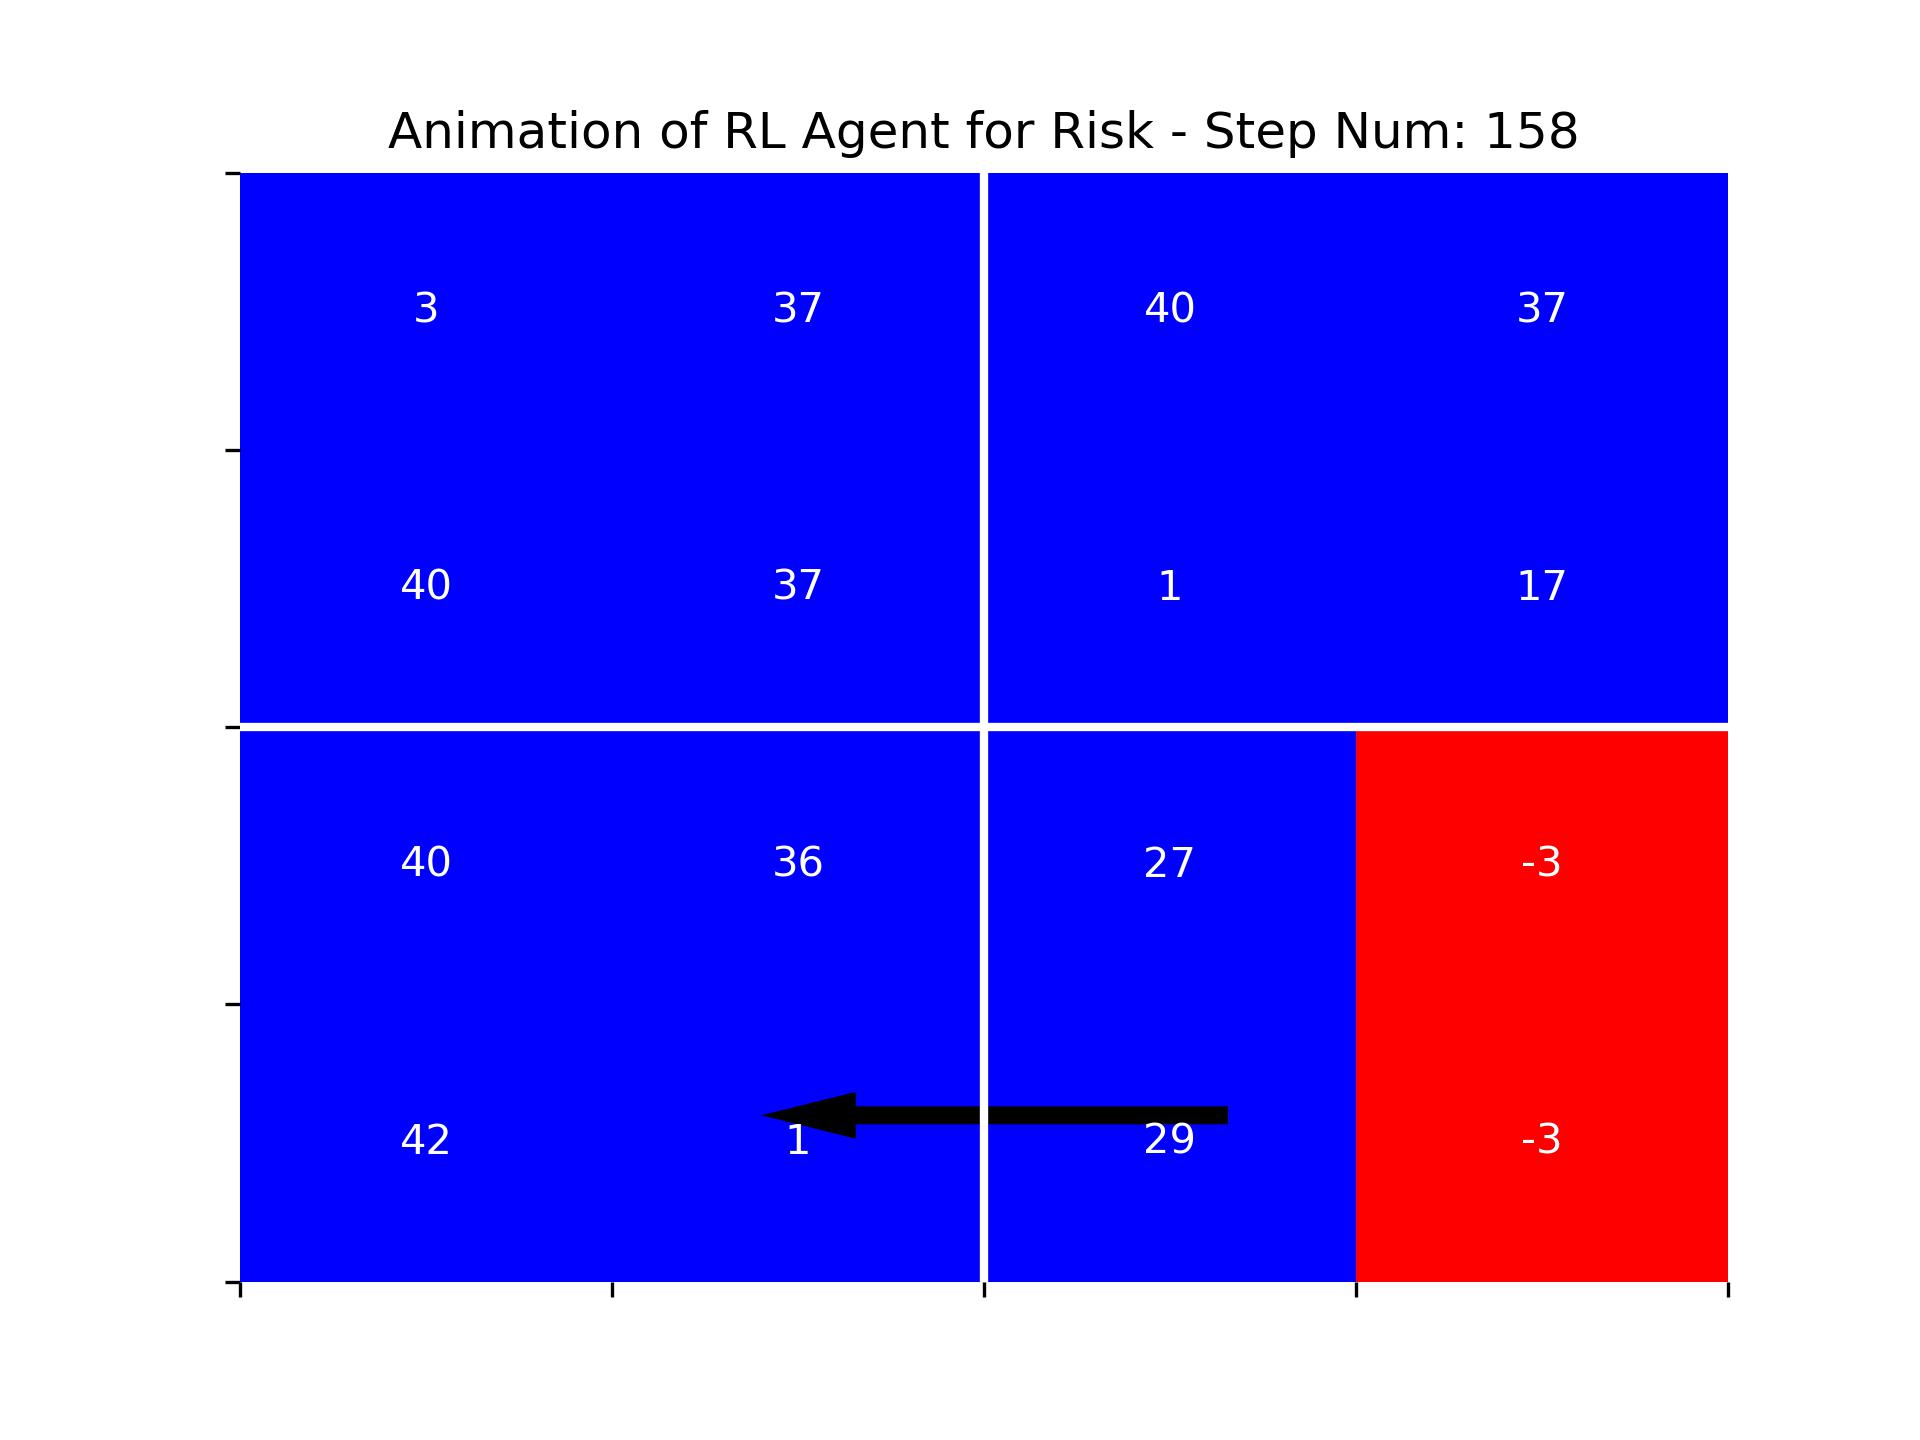 Animation of RL Agent for Risk - Step Num: 158
3 37 40 37
40 37 1 17
40 36 27 -3
42 1 29 -3